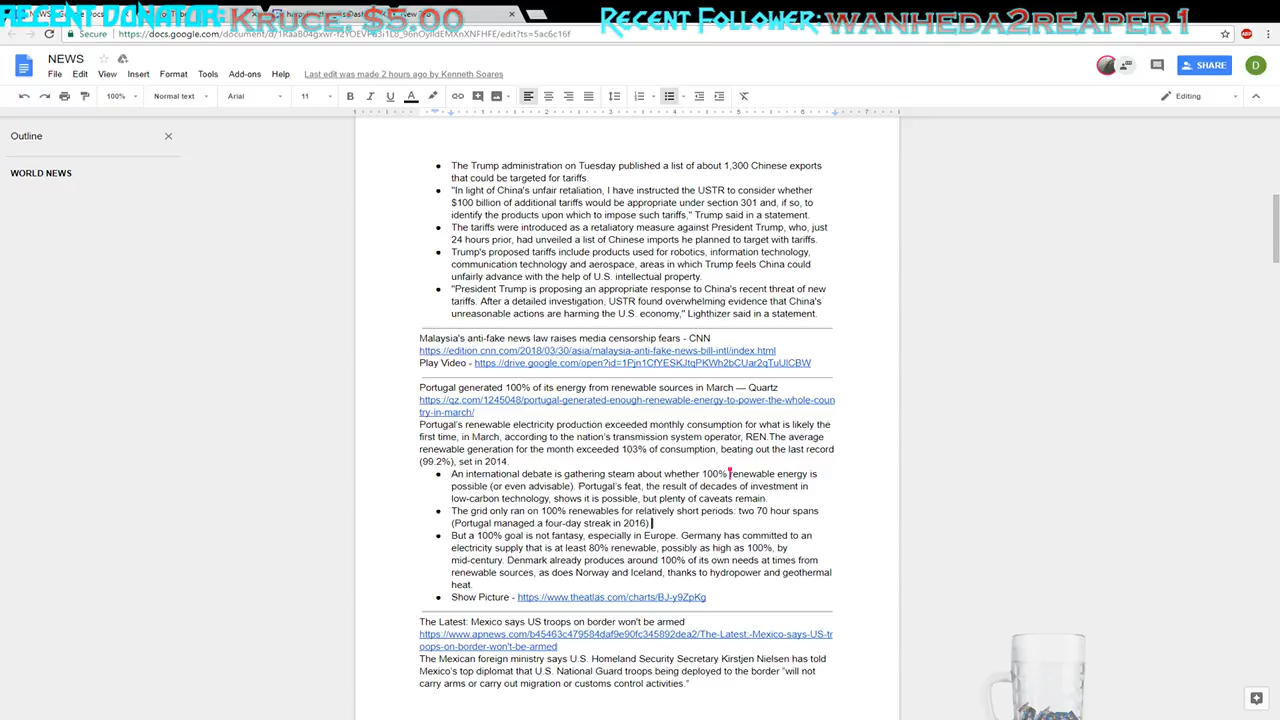 RECENT DONATOR: KRUGE $5.00
RECENT FOLLOWER: WANHEDA2REAPER1
Secure
NEWS
File Edit View Insert Format Tools Add-ons Help Last edit was made 2 hours ago by Kenneth Soares
SHARE
D
100% Normal text Arial 11 Editing
1 2 3 4 5 6 7
Outline
WORLD NEWS
• The Trump administration on Tuesday published a list of about 1,300 Chinese exports
that could be targeted for tariffs.
• "In light of China's unfair retaliation, I have instructed the USTR to consider whether
$100 billion of additional tariffs would be appropriate under section 301 and, if so, to
identify the products upon which to impose such tariffs," Trump said in a statement.
• The tariffs were introduced as a retaliatory measure against President Trump, who, just
24 hours prior, had unveiled a list of Chinese imports he planned to target with tariffs.
• Trump's proposed tariffs include products used for robotics, information technology,
communication technology and aerospace, areas in which Trump feels China could
unfairly advance with the help of U.S. intellectual property.
• "President Trump is proposing an appropriate response to China's recent threat of new
tariffs. After a detailed investigation, USTR found overwhelming evidence that China's
unreasonable actions are harming the U.S. economy," Lighthizer said in a statement.
Malaysia's anti-fake news law raises media censorship fears - CNN
https://edition.cnn.com/2018/03/30/asia/malaysia-anti-fake-news-bill-intl/index.html
Play Video - https://drive.google.com/open?id=1Pjn1CfYESKJtqPKWh2bCUar2qTuUlCBW
Portugal generated 100% of its energy from renewable sources in March — Quartz
https://qz.com/1245048/portugal-generated-enough-renewable-energy-to-power-the-whole-coun
try-in-march/
Portugal's renewable electricity production exceeded monthly consumption for what is likely the
first time, in March, according to the nation's transmission system operator, REN.The average
renewable generation for the month exceeded 103% of consumption, beating out the last record
(99.2%), set in 2014.
• An international debate is gathering steam about whether 100% renewable energy is
possible (or even advisable). Portugal's feat, the result of decades of investment in
low-carbon technology, shows it is possible, but plenty of caveats remain.
• The grid only ran on 100% renewables for relatively short periods: two 70 hour spans
(Portugal managed a four-day streak in 2016)
• But a 100% goal is not fantasy, especially in Europe. Germany has committed to an
electricity supply that is at least 80% renewable, possibly as high as 100%, by
mid-century. Denmark already produces around 100% of its own needs at times from
renewable sources, as does Norway and Iceland, thanks to hydropower and geothermal
heat.
• Show Picture - https://www.theatlas.com/charts/BJ-y9ZpKg
The Latest: Mexico says US troops on border won't be armed
https://www.apnews.com/b45463c479584daf9e90fc345892dea2/The-Latest:-Mexico-says-US-tr
oops-on-border-won't-be-armed
The Mexican foreign ministry says U.S. Homeland Security Secretary Kirstjen Nielsen has told
Mexico's top diplomat that U.S. National Guard troops being deployed to the border "will not
carry arms or carry out migration or customs control activities."